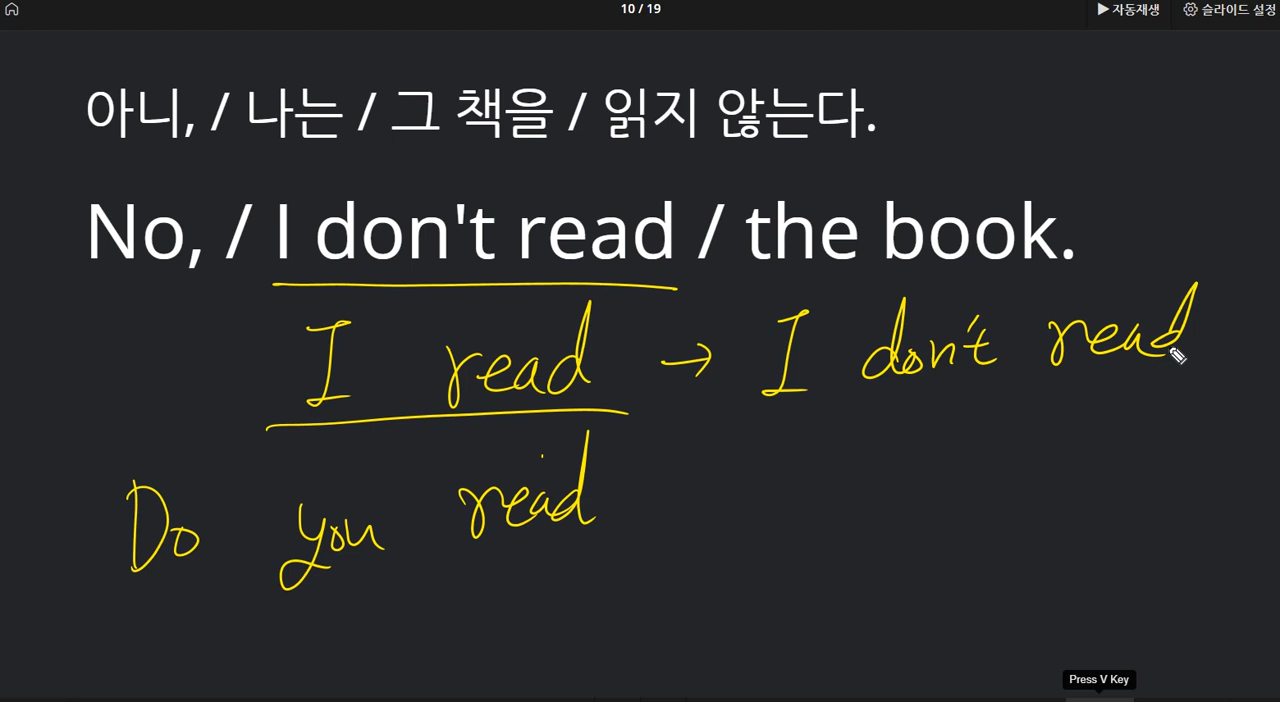 10 / 19
자동재생
슬라이드 설정
아니, / 나는 / 그 책을 / 읽지 않는다.
No, / I don't read / the book.
I read → I don't read
Do you read
Press V Key